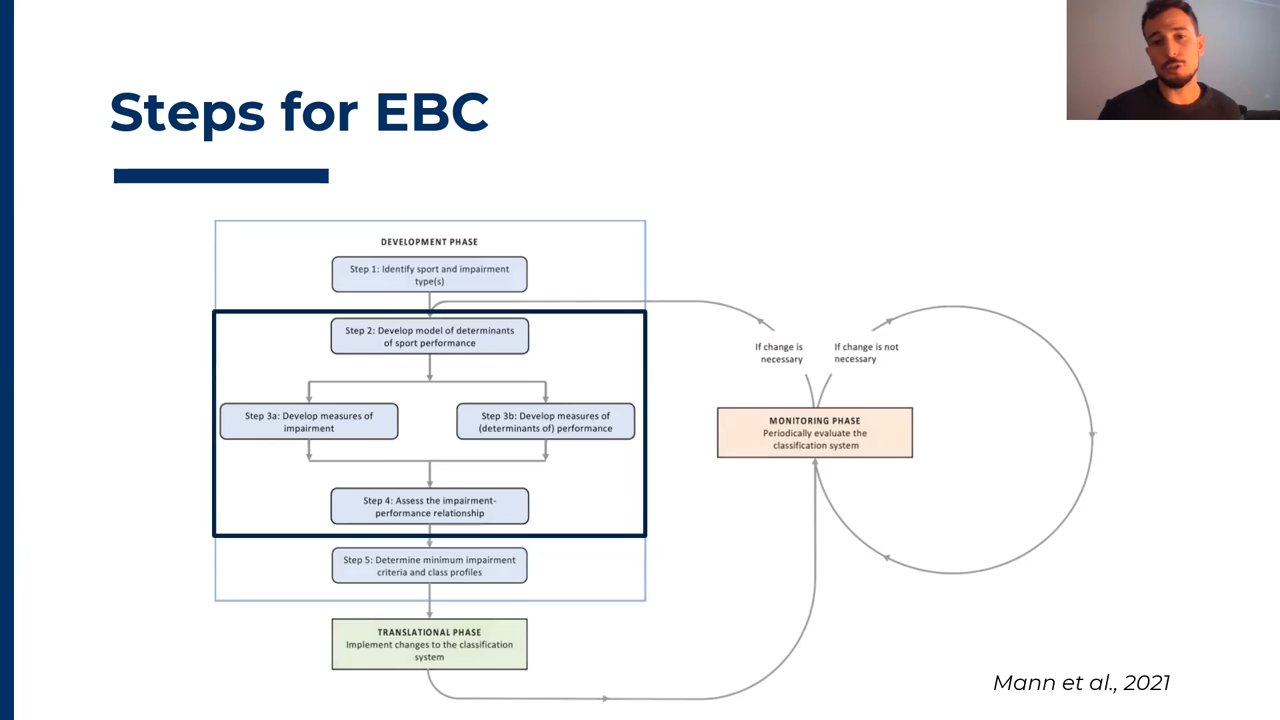 Steps for EBC
DEVELOPMENT PHASE
Step 1: Identify sport and impairment
type(s)
Step 2: Develop model of determinants
of sport performance
Step 3a: Develop measures of
impairment
Step 3b: Develop measures of
(determinants of) performance
Step 4: Assess the impairment-
performance relationship
Step 5: Determine minimum impairment
criteria and class profiles
TRANSLATIONAL PHASE
Implement changes to the classification
system
If change is
necessary
If change is not
necessary
MONITORING PHASE
Periodically evaluate the
classification system
Mann et al., 2021